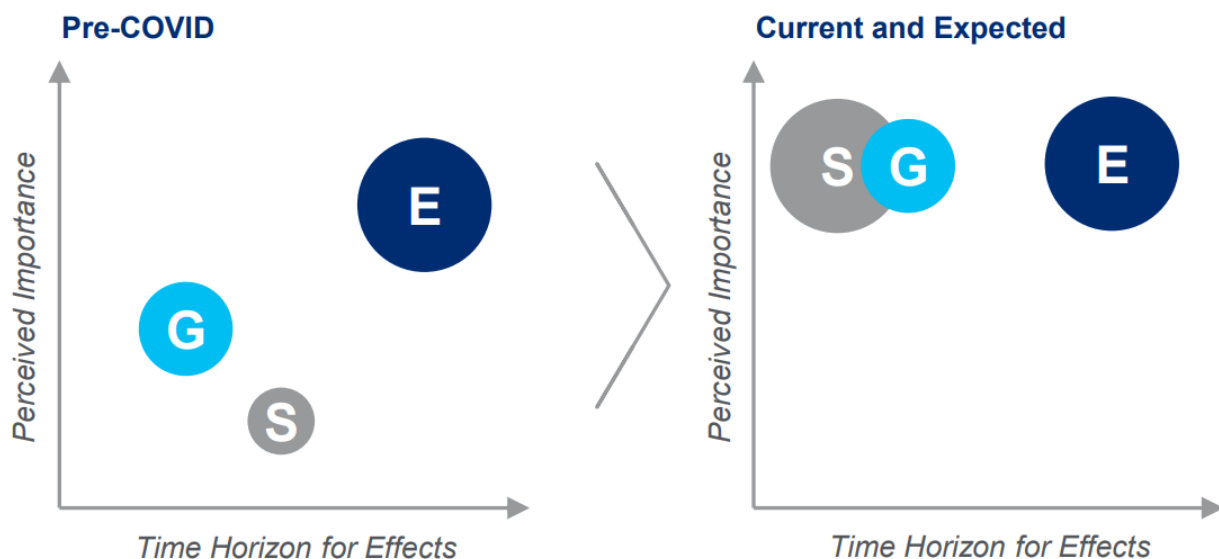 Pre-COVID
Perceived Importance
E
G
S
Time Horizon for Effects
Current and Expected
Perceived Importance
S G E
Time Horizon for Effects